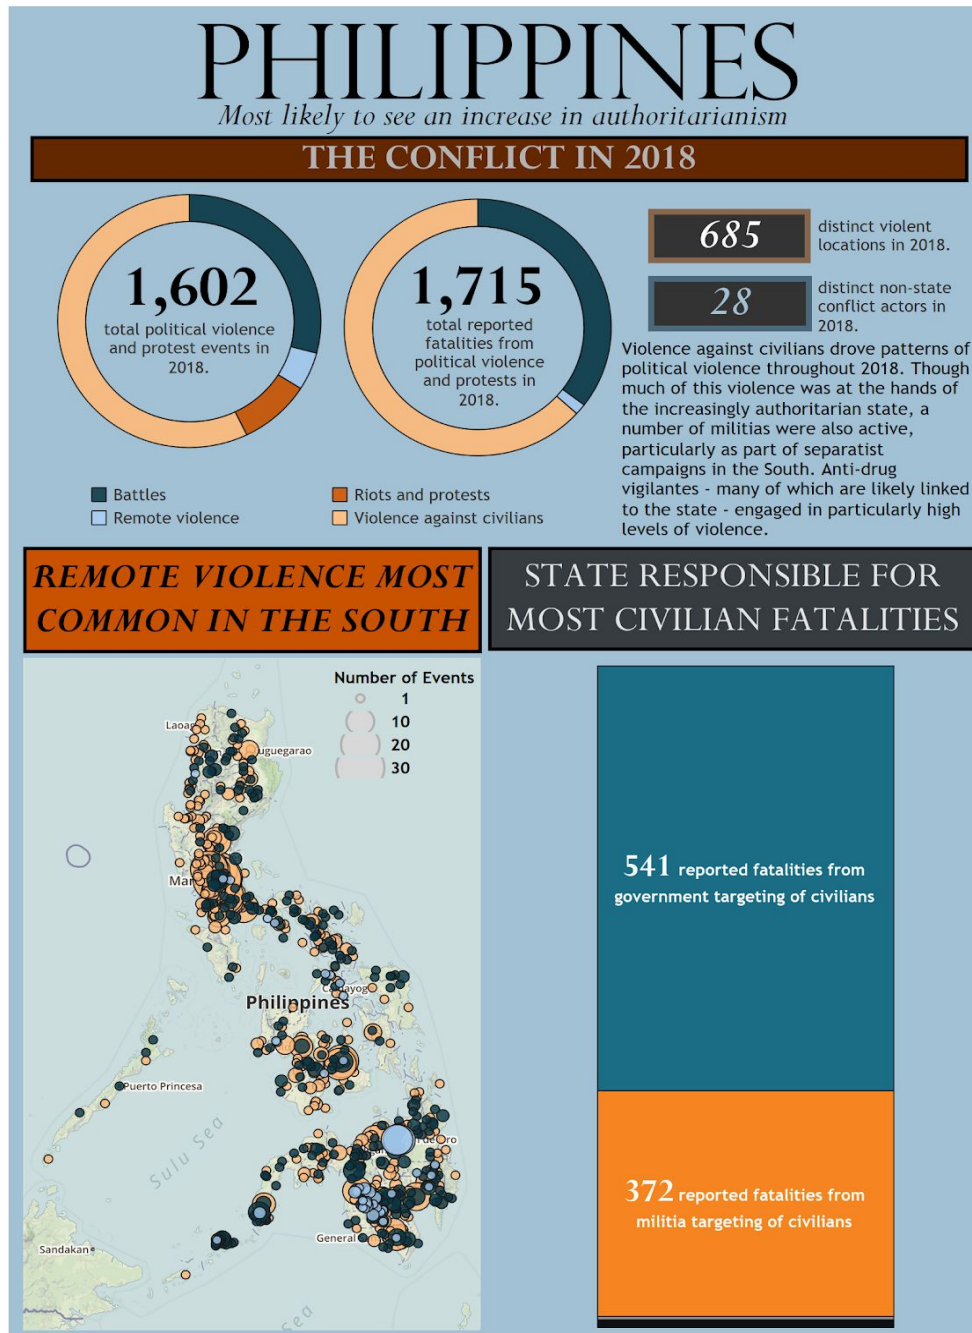 PHILIPPINES
Most likely to see an increase in authoritarianism
THE CONFLICT IN 2018
1,602
total political violence
and protest events in
2018.
1,715
total reported
fatalities from
political violence
and protests in
2018.
685
distinct violent
locations in 2018.
28
distinct non-state
conflict actors in
2018.
Violence against civilians drove patterns of
political violence throughout 2018. Though
much of this violence was at the hands of
the increasingly authoritarian state, a
number of militias were also active,
particularly as part of separatist
campaigns in the South. Anti-drug
vigilantes - many of which are likely linked
to the state - engaged in particularly high
levels of violence.
Battles
Remote violence
Riots and protests
Violence against civilians
REMOTE VIOLENCE MOST
COMMON IN THE SOUTH
STATE RESPONSIBLE FOR
MOST CIVILIAN FATALITIES
Number of Events
1
10
20
30
Philippines
Puerto Princesa
Sulu Sea
General
Sandakan
ea
541 reported fatalities from
government targeting of civilians
372 reported fatalities from
militia targeting of civilians